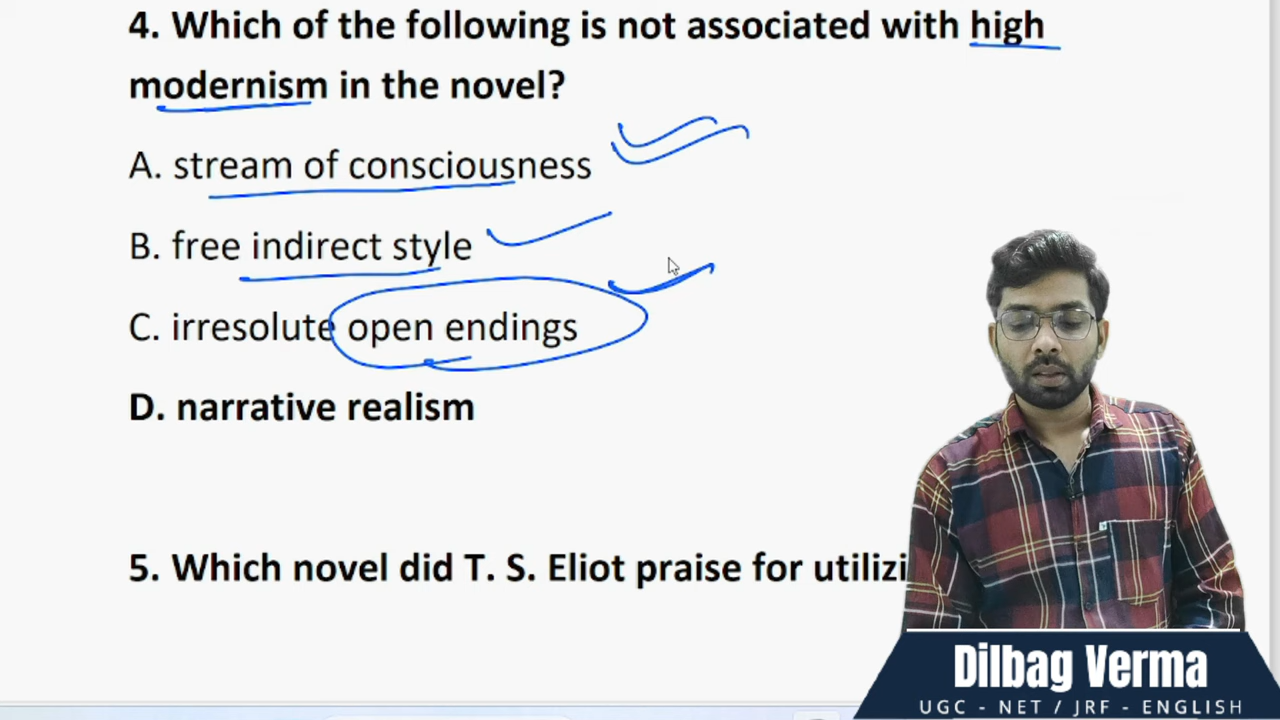 4. Which of the following is not associated with high
modernism in the novel?
A. stream of consciousness
B. free indirect style
C. irresolute open endings
D. narrative realism
5. Which novel did T. S. Eliot praise for utilizi
Dilbag Verma
UGC - NET / JRF - ENGLISH